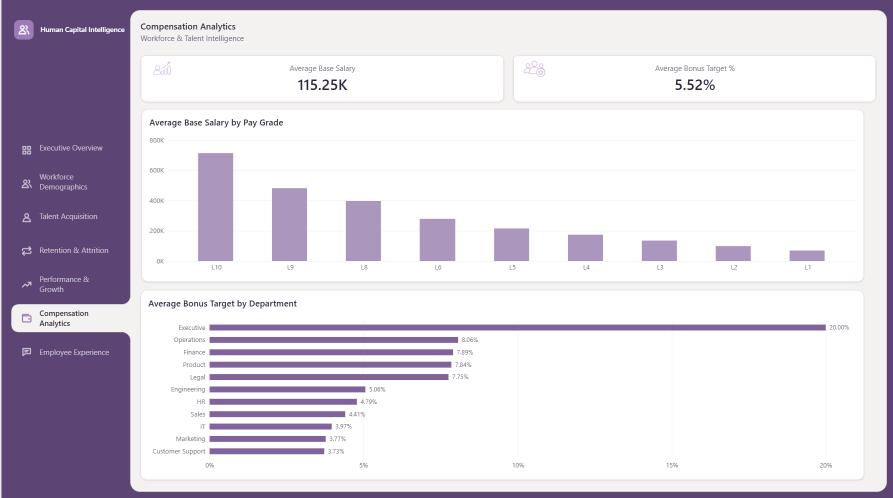 Human Capital Intelligence
Executive Overview
Workforce
Demographics
Talent Acquisition
Retention & Attrition
Performance &
Growth
Compensation
Analytics
Employee Experience
Compensation Analytics
Workforce & Talent Intelligence
Average Base Salary
115.25K
Average Bonus Target %
5.52%
Average Base Salary by Pay Grade
800K
600K
400K
200K
0K
L10 L9 L8 L6 L5 L4 L3 L2 L1
Average Bonus Target by Department
Executive 20.00%
Operations 8.06%
Finance 7.89%
Product 7.84%
Legal 7.75%
Engineering 5.06%
HR 4.79%
Sales 4.41%
IT 3.97%
Marketing 3.77%
Customer Support 3.73%
0% 5% 10% 15% 20%